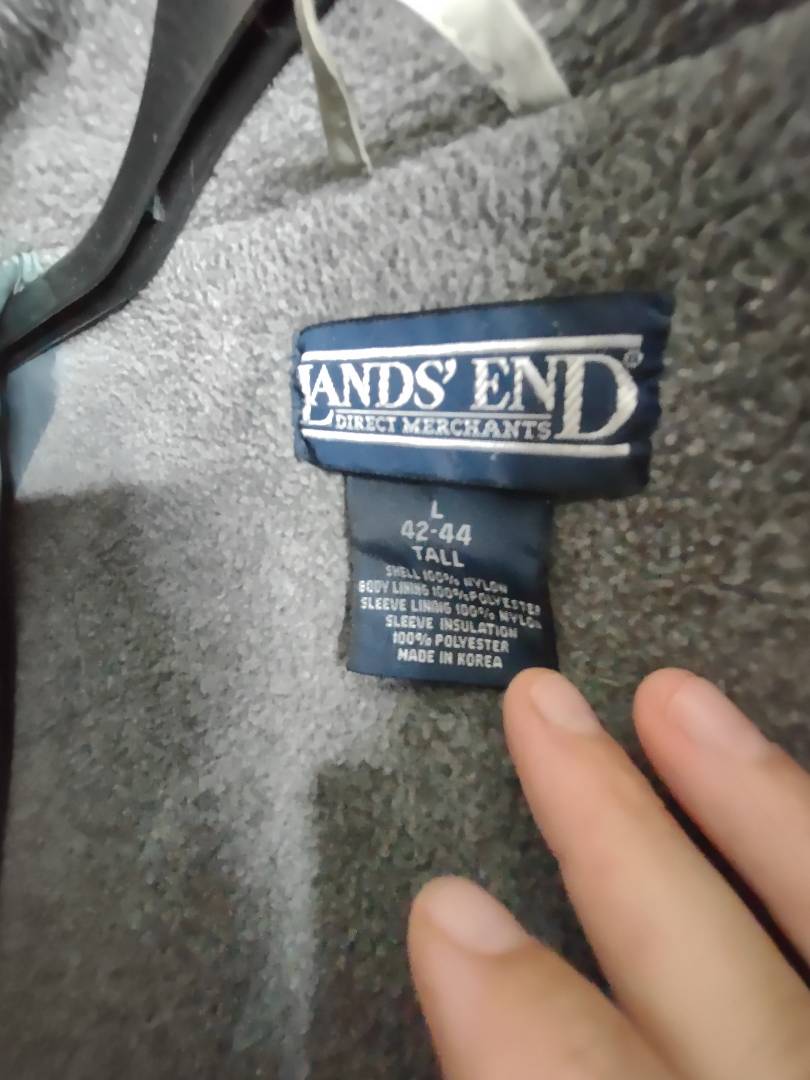 LANDS' END®
DIRECT MERCHANTS
L
42-44
TALL
SHELL 100% NYLON
BODY LINING 100% POLYESTER
SLEEVE LINING 100% NYLON
SLEEVE INSULATION
100% POLYESTER
MADE IN KOREA